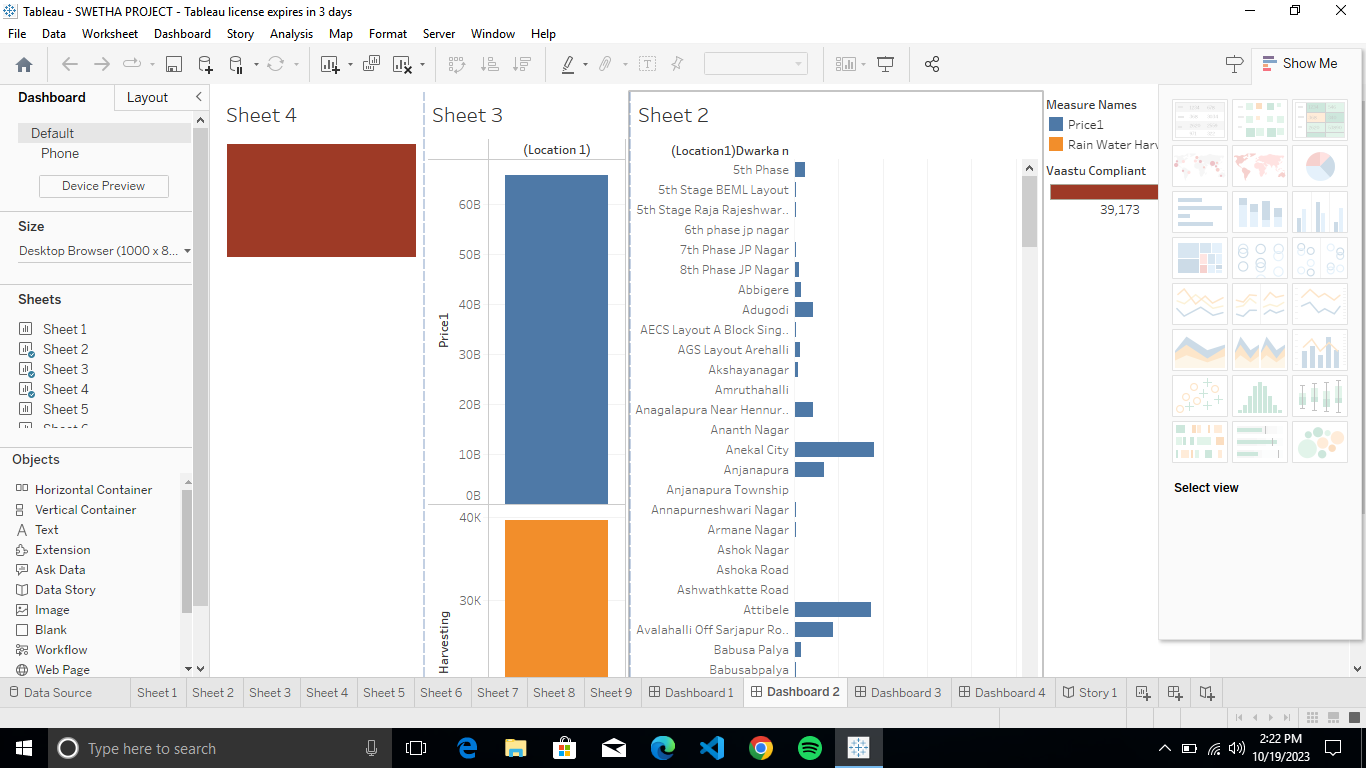 Tableau - SWETHA PROJECT - Tableau license expires in 3 days
File Data Worksheet Dashboard Story Analysis Map Format Server Window Help
Show Me
Dashboard Layout
Default
Phone
Device Preview
Size
Desktop Browser (1000 x 8...
Sheets
Sheet 1
Sheet 2
Sheet 3
Sheet 4
Sheet 5
Objects
Horizontal Container
Vertical Container
Text
Extension
Ask Data
Data Story
Image
Blank
Workflow
Web Page
Sheet 4
Sheet 3
(Location 1)
Price1
60B
50B
40B
30B
20B
10B
0B
40K
30K
Harvesting
Sheet 2
(Location1)Dwarka n
5th Phase
5th Stage BEML Layout
5th Stage Raja Rajeshwar..
6th phase jp nagar
7th Phase JP Nagar
8th Phase JP Nagar
Abbigere
Adugodi
AECS Layout A Block Sing..
AGS Layout Arehalli
Akshayanagar
Amruthahalli
Anagalapura Near Hennur..
Ananth Nagar
Anekal City
Anjanapura
Anjanapura Township
Annapurneshwari Nagar
Armane Nagar
Ashok Nagar
Ashoka Road
Ashwathkatte Road
Attibele
Avalahalli Off Sarjapur Ro..
Babusa Palya
Babusabpalya
Measure Names
Price1
Rain Water Harv
Vaastu Compliant
39,173
Select view
Data Source Sheet 1 Sheet 2 Sheet 3 Sheet 4 Sheet 5 Sheet 6 Sheet 7 Sheet 8 Sheet 9 Dashboard 1 Dashboard 2 Dashboard 3 Dashboard 4 Story 1
Type here to search
2:22 PM
10/19/2023